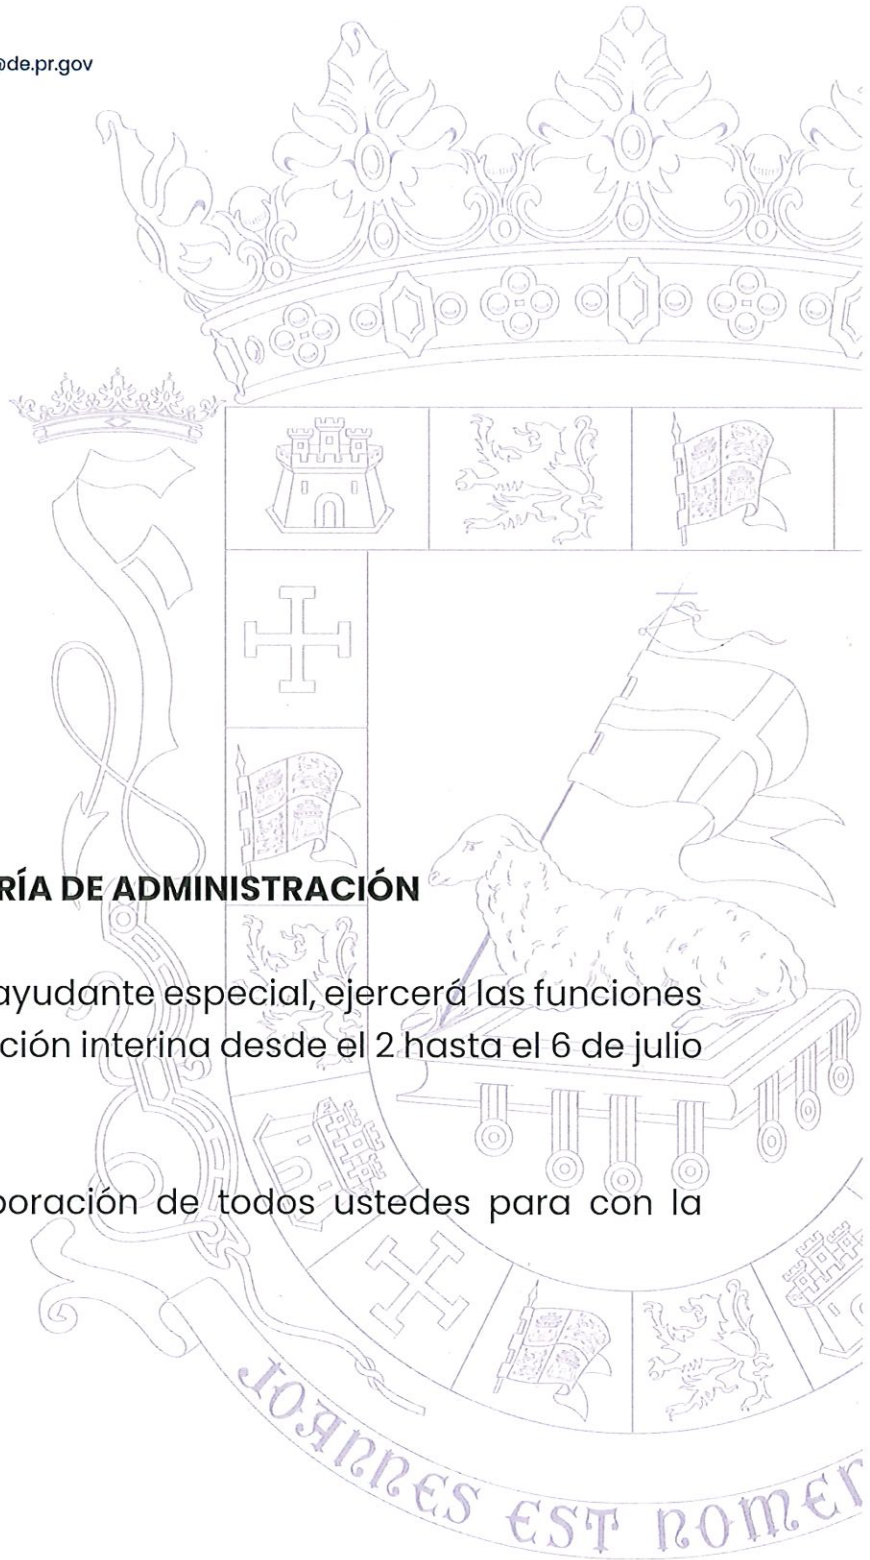 @de.pr.gov
RÍA DE ADMINISTRACIÓN
ayudante especial, ejercerá las funciones
ción interina desde el 2 hasta el 6 de julio
boración de todos ustedes para con la
JOANNES EST NOMEN